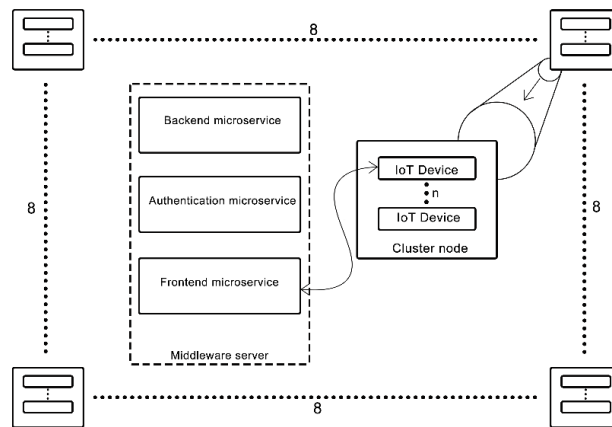 8
Backend microservice
IoT Device
n
Authentication microservice
8
8
IoT Device
Cluster node
Frontend microservice
Middleware server
8